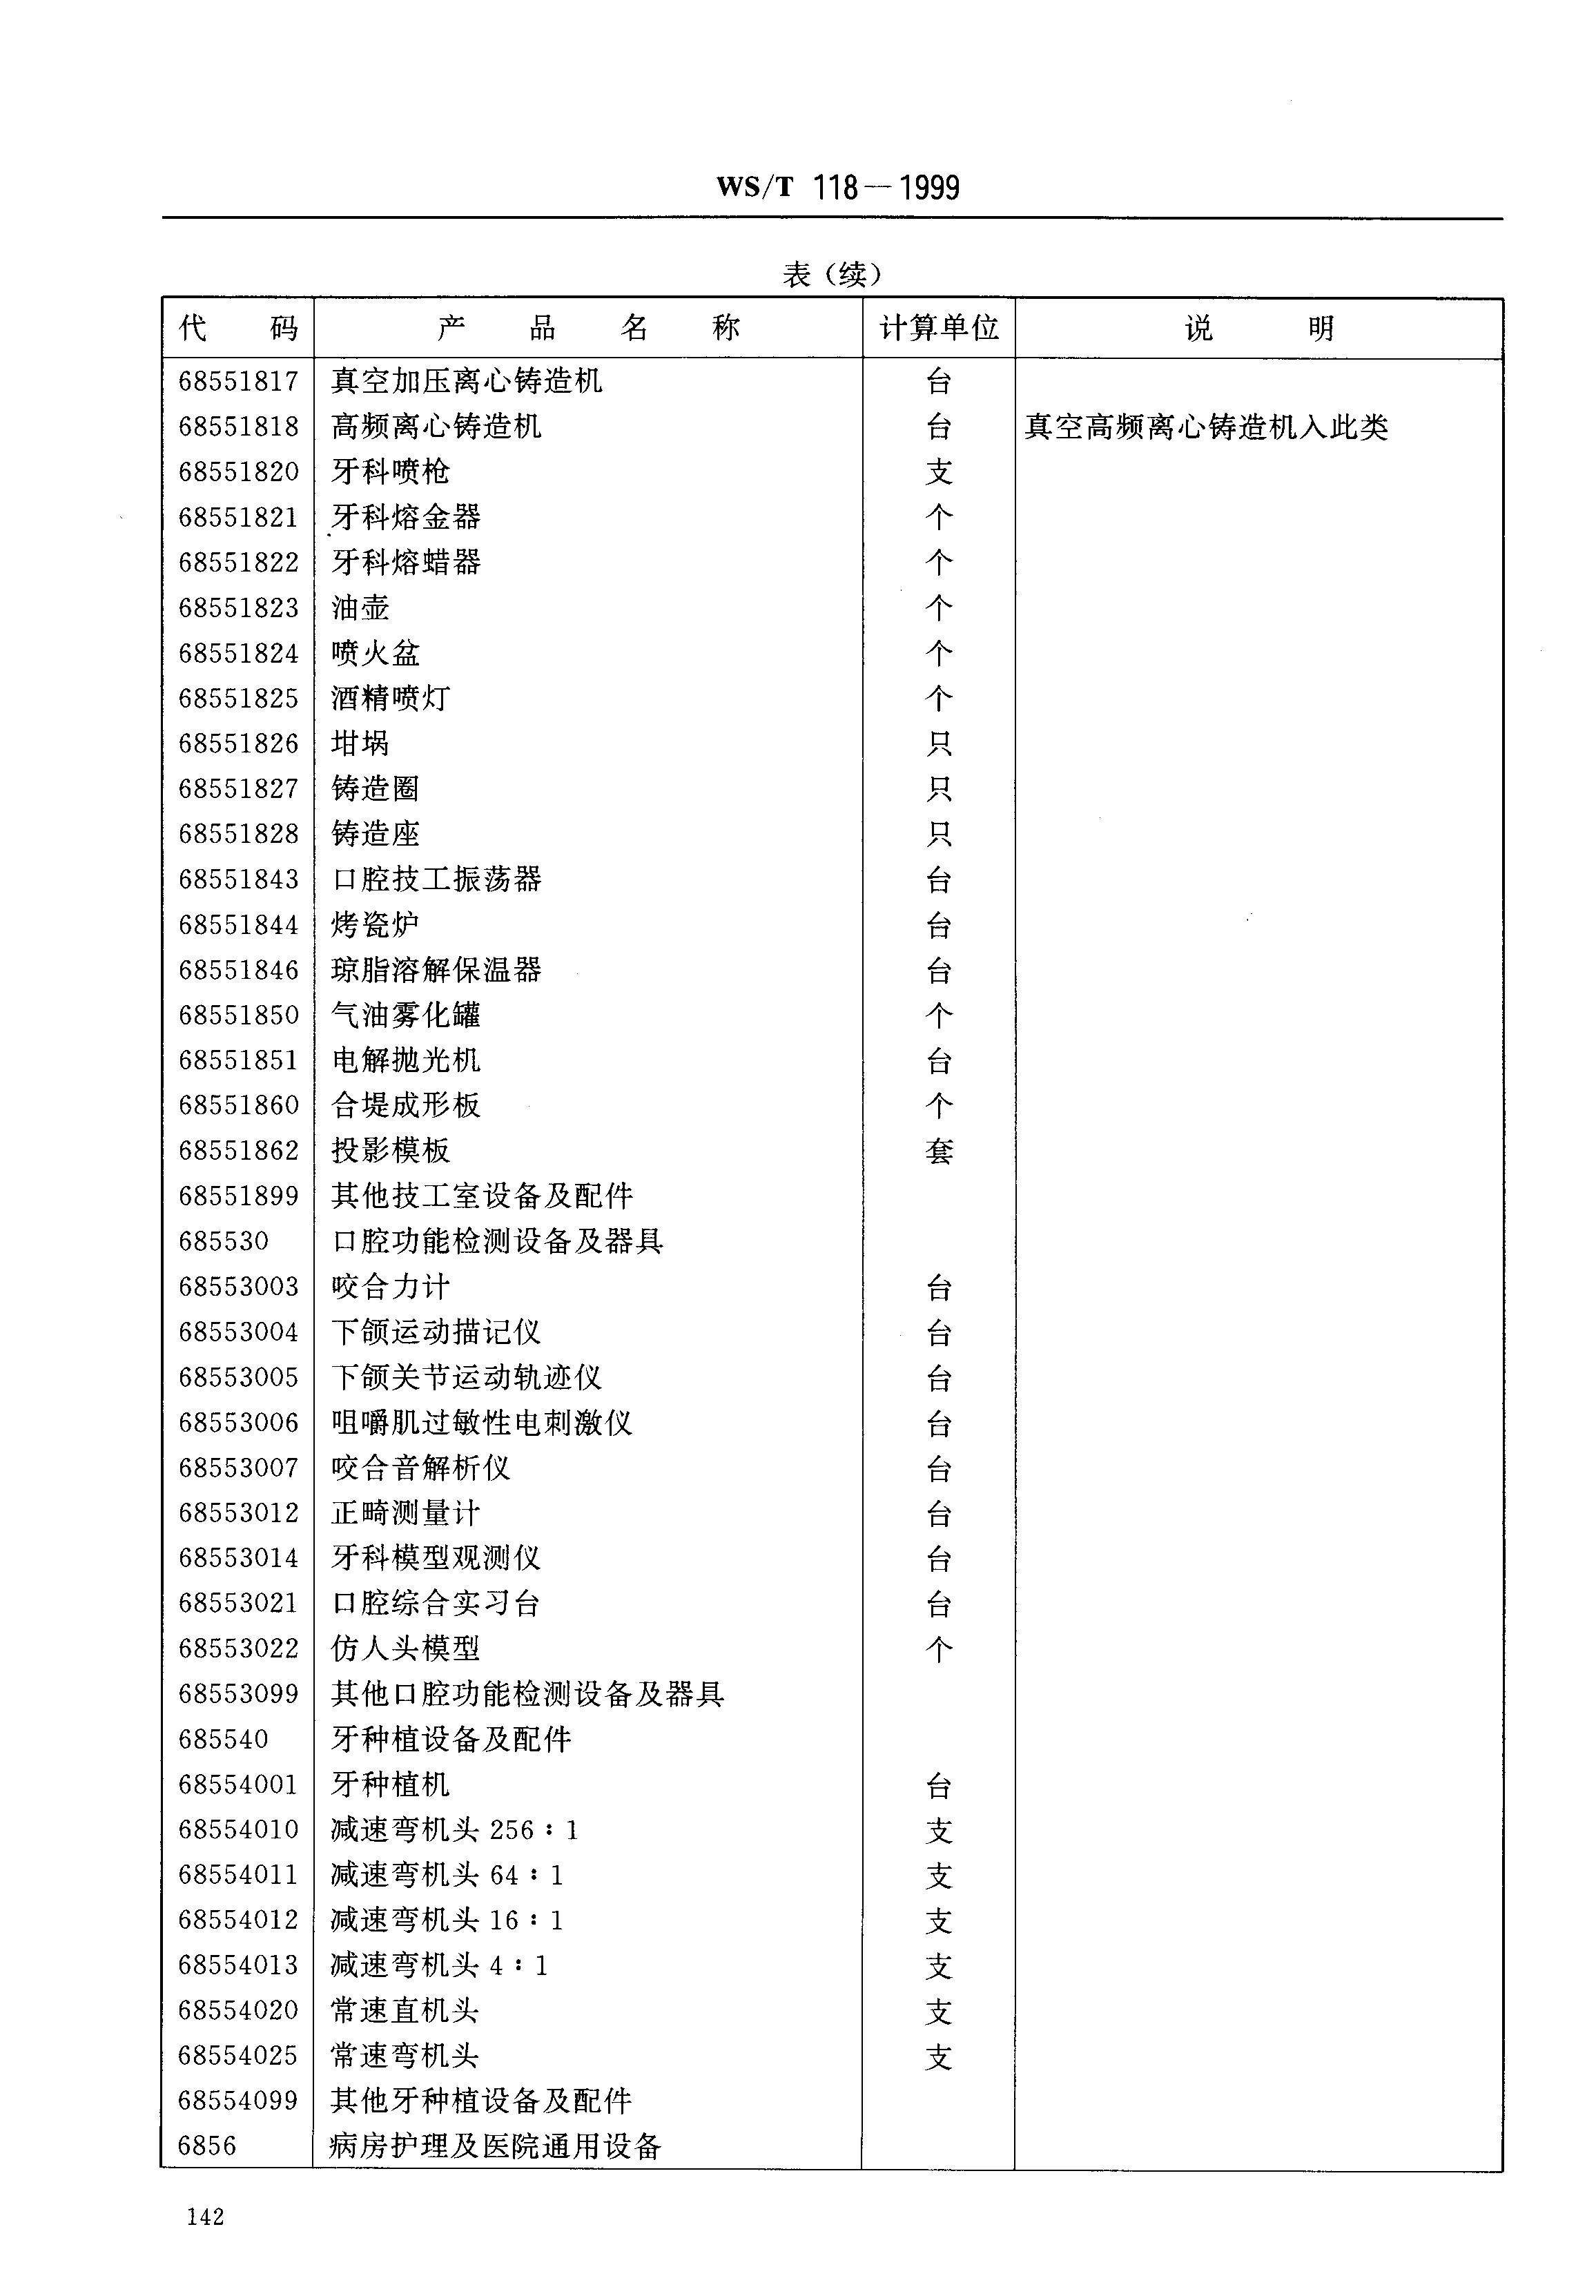 WS/T 118—1999
表（续）
代 码 产 品 名 称 计算单位 说 明
68551817 真空加压离心铸造机 台
68551818 高频离心铸造机 台 真空高频离心铸造机入此类
68551820 牙科喷枪 支
68551821 牙科熔金器 个
68551822 牙科熔蜡器 个
68551823 油壶 个
68551824 喷火盆 个
68551825 酒精喷灯 个
68551826 坩埚 只
68551827 铸造圈 只
68551828 铸造座 只
68551843 口腔技工振荡器 台
68551844 烤瓷炉 台
68551846 琼脂溶解保温器 台
68551850 气油雾化罐 个
68551851 电解抛光机 台
68551860 合堤成形板 个
68551862 投影模板 套
68551899 其他技工室设备及配件
685530 口腔功能检测设备及器具
68553003 咬合力计 台
68553004 下颌运动描记仪 台
68553005 下颌关节运动轨迹仪 台
68553006 咀嚼肌过敏性电刺激仪 台
68553007 咬合音解析仪 台
68553012 正畸测量计 台
68553014 牙科模型观测仪 台
68553021 口腔综合实习台 台
68553022 仿人头模型 个
68553099 其他口腔功能检测设备及器具
685540 牙种植设备及配件
68554001 牙种植机 台
68554010 减速弯机头 256：1 支
68554011 减速弯机头 64：1 支
68554012 减速弯机头 16：1 支
68554013 减速弯机头 4：1 支
68554020 常速直机头 支
68554025 常速弯机头 支
68554099 其他牙种植设备及配件
6856 病房护理及医院通用设备
142